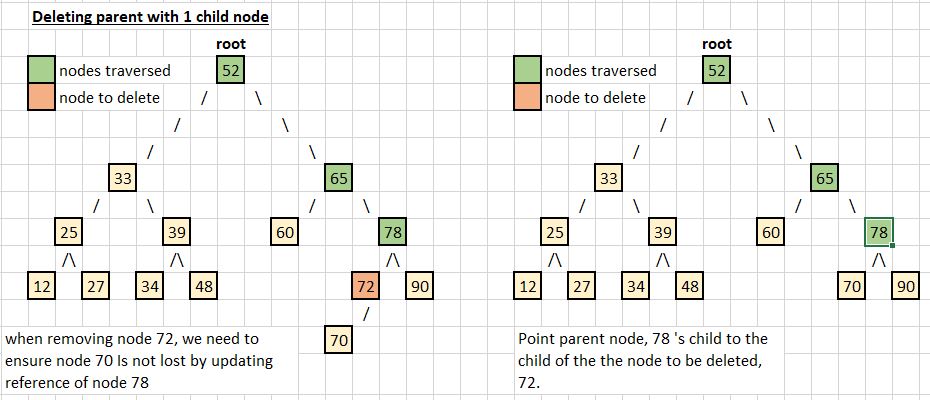 Deleting parent with 1 child node
root
52
nodes traversed
node to delete
/ \
/ \
/ \
33 65
/ \ / \
25 39 60 78
/\ /\ /\
12 27 34 48 72 90
/
70
when removing node 72, we need to
ensure node 70 Is not lost by updating
reference of node 78
root
52
nodes traversed
node to delete
/ \
/ \
/ \
33 65
/ \ / \
25 39 60 78
/\ /\ /\
12 27 34 48 70 90
Point parent node, 78 's child to the
child of the the node to be deleted,
72.